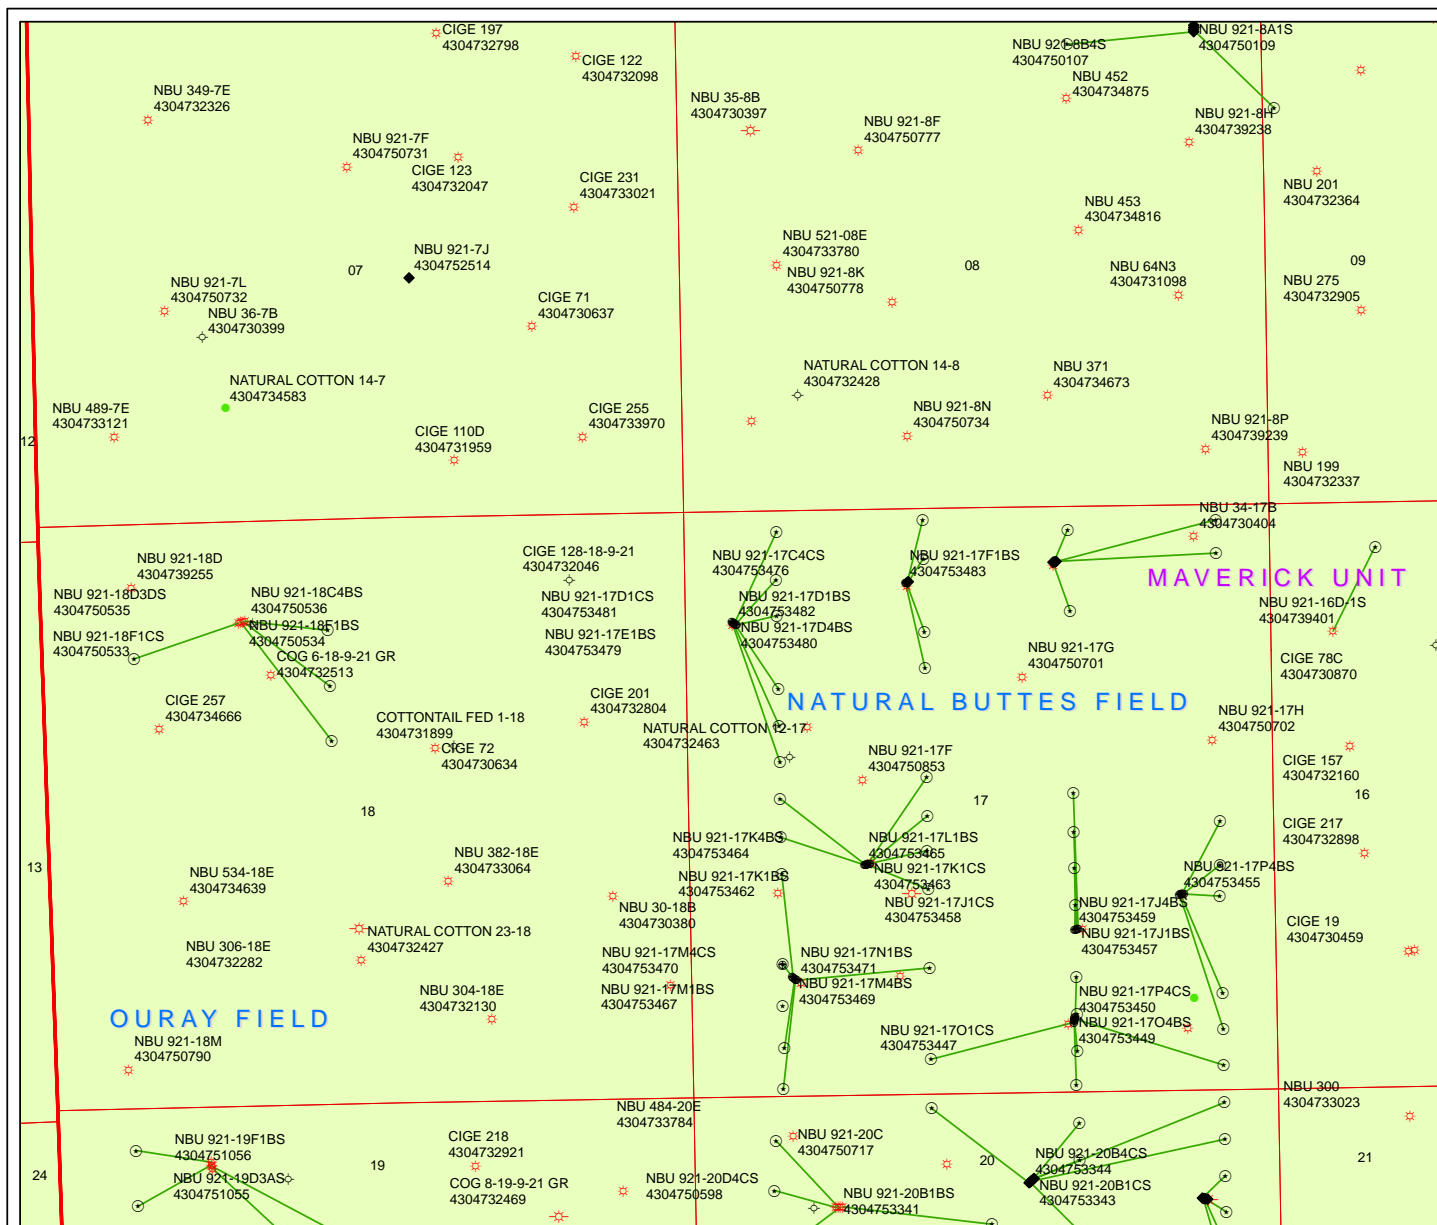 CIGE 197
4304732798
CIGE 122
4304732098
NBU 921-8A1S
4304750109
NBU 921-8B4S
4304750107
NBU 452
4304734875
NBU 349-7E
4304732326
NBU 35-8B
4304730397
NBU 921-8H
4304739238
NBU 921-8F
4304750777
NBU 921-7F
4304750731
CIGE 123
4304732047
CIGE 231
4304733021
NBU 201
4304732364
NBU 453
4304734816
NBU 521-08E
4304733780
NBU 921-7J
4304752514
07
08
09
NBU 921-8K
4304750778
NBU 64N3
4304731098
NBU 275
4304732905
NBU 921-7L
4304750732
NBU 36-7B
4304730399
CIGE 71
4304730637
NATURAL COTTON 14-7
4304734583
NATURAL COTTON 14-8
4304732428
NBU 371
4304734673
NBU 489-7E
4304733121
CIGE 255
4304733970
NBU 921-8N
4304750734
NBU 921-8P
4304739239
12
CIGE 110D
4304731959
NBU 199
4304732337
NBU 34-17B
4304730404
NBU 921-18D
4304739255
CIGE 128-18-9-21
4304732046
NBU 921-17C4CS
4304753476
NBU 921-17F1BS
4304753483
MAVERICK UNIT
NBU 921-18D3DS
4304750535
NBU 921-18C4BS
4304750536
NBU 921-17D1CS
4304753481
NBU 921-17D1BS
4304753482
NBU 921-16D-1S
4304739401
NBU 921-18F1BS
4304750534
NBU 921-17D4BS
4304753480
NBU 921-18F1CS
4304750533
NBU 921-17E1BS
4304753479
COG 6-18-9-21 GR
4304732513
NBU 921-17G
4304750701
CIGE 78C
4304730870
CIGE 257
4304734666
CIGE 201
4304732804
NATURAL BUTTES FIELD
COTTONTAIL FED 1-18
4304731899
NATURAL COTTON 12-17
4304732463
NBU 921-17H
4304750702
CIGE 72
4304730634
NBU 921-17F
4304750853
CIGE 157
4304732160
18
17
16
CIGE 217
4304732898
NBU 921-17K4BS
4304753464
NBU 921-17L1BS
4304753465
13
NBU 382-18E
4304733064
NBU 921-17K1CS
4304753463
NBU 921-17P4BS
4304753455
NBU 534-18E
4304734639
NBU 921-17K1BS
4304753462
NBU 30-18B
4304730380
NBU 921-17J1CS
4304753458
NBU 921-17J4BS
4304753459
CIGE 19
4304730459
NATURAL COTTON 23-18
4304732427
NBU 921-17J1BS
4304753457
NBU 306-18E
4304732282
NBU 921-17M4CS
4304753470
NBU 921-17N1BS
4304753471
NBU 304-18E
4304732130
NBU 921-17M1BS
4304753467
NBU 921-17M4BS
4304753469
NBU 921-17P4CS
4304753450
OURAY FIELD
NBU 921-17O1CS
4304753447
NBU 921-17O4BS
4304753449
NBU 921-18M
4304750790
NBU 300
4304733023
NBU 484-20E
4304733784
NBU 921-19F1BS
4304751056
CIGE 218
4304732921
NBU 921-20C
4304750717
NBU 921-20B4CS
4304753344
24
19
20
21
NBU 921-19D3AS
4304751055
COG 8-19-9-21 GR
4304732469
NBU 921-20D4CS
4304750598
NBU 921-20B1BS
4304753341
NBU 921-20B1CS
4304753343